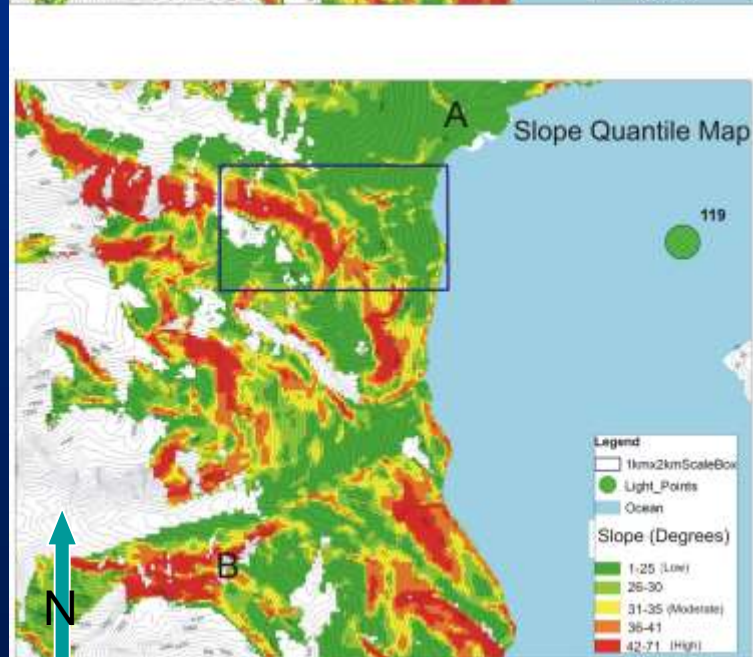 A
Slope Quantile Map
119
Legend
1kmx2kmScaleBox
Light_Points
Ocean
Slope (Degrees)
1-25 (Low)
26-30
31-35 (Moderate)
36-41
42-71 (High)
B
N